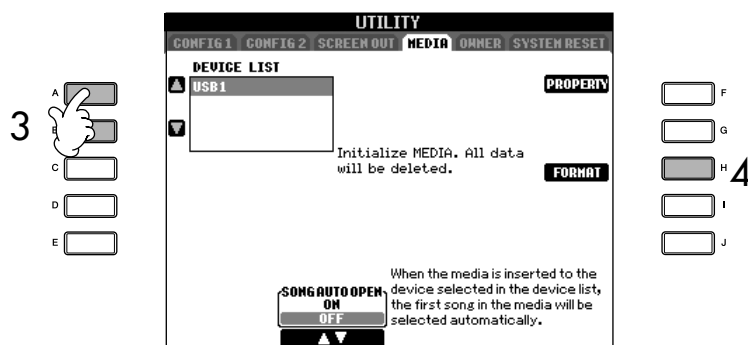 UTILITY
CONFIG 1 CONFIG 2 SCREEN OUT MEDIA OWNER SYSTEM RESET
DEVICE LIST
USB1
PROPERTY
Initialize MEDIA. All data
will be deleted.
FORMAT
SONG AUTO OPEN
ON
OFF
When the media is inserted to the
device selected in the device list,
the first song in the media will be
selected automatically.
3
A
B
C
D
E
F
G
H
4
I
J